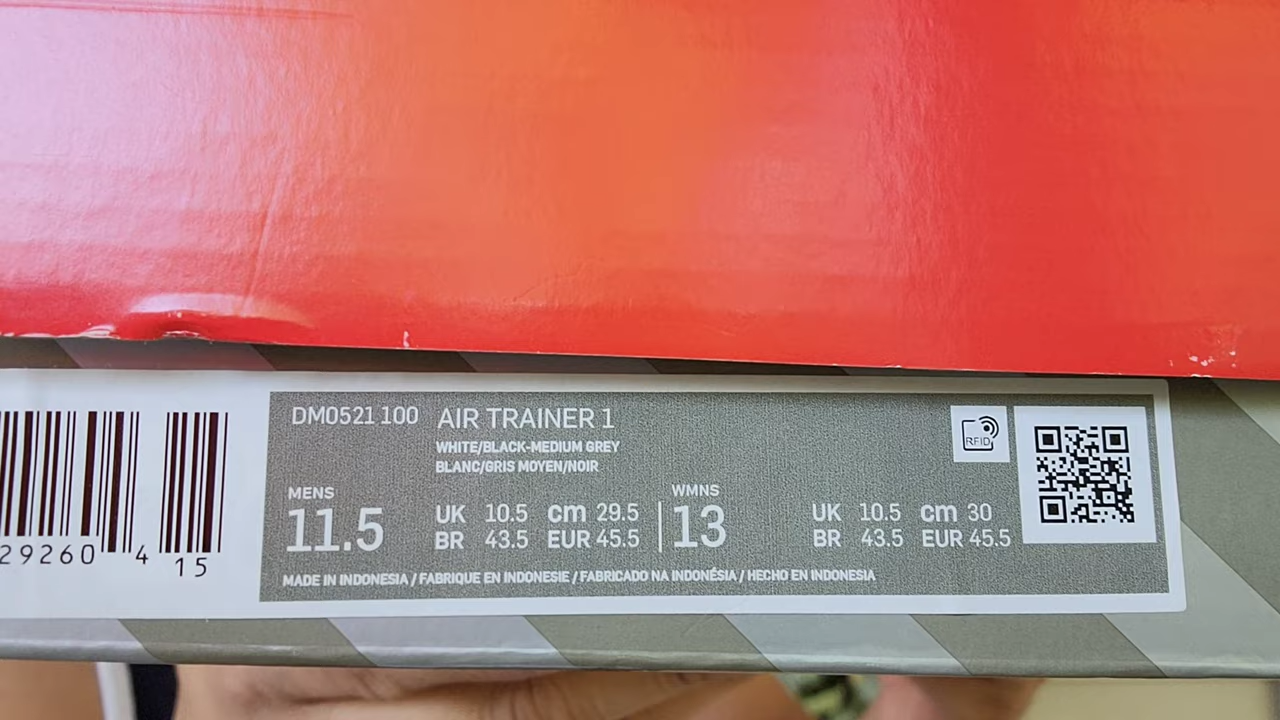 DM0521 100 AIR TRAINER 1
WHITE/BLACK-MEDIUM GREY
BLANC/GRIS MOYEN/NOIR
RFID
MENS
11.5
UK 10.5 cm 29.5
BR 43.5 EUR 45.5
WMNS
13
UK 10.5 cm 30
BR 43.5 EUR 45.5
MADE IN INDONESIA / FABRIQUE EN INDONESIE / FABRICADO NA INDONÉSIA / HECHO EN INDONESIA
29260 4
15